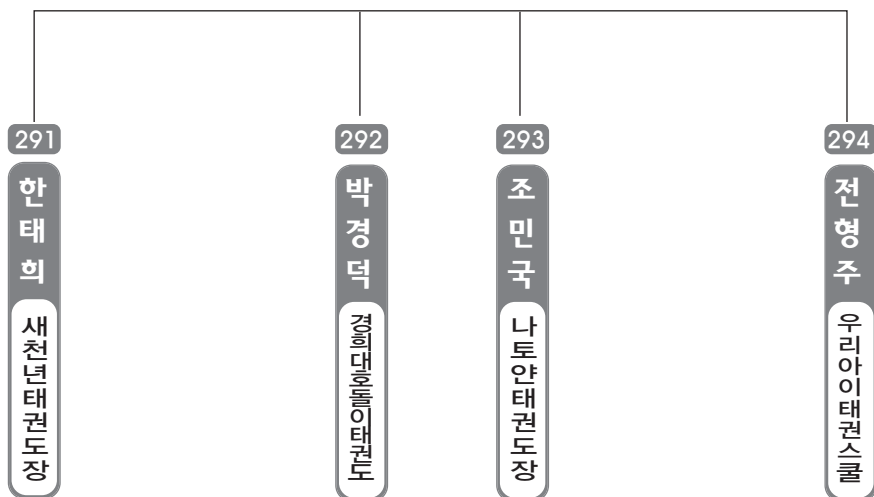 291
한태희
새천년태권도장
292
박경덕
경희대호돌이태권도
293
조민국
나토얀태권도장
294
전형주
우리아이태권스쿨